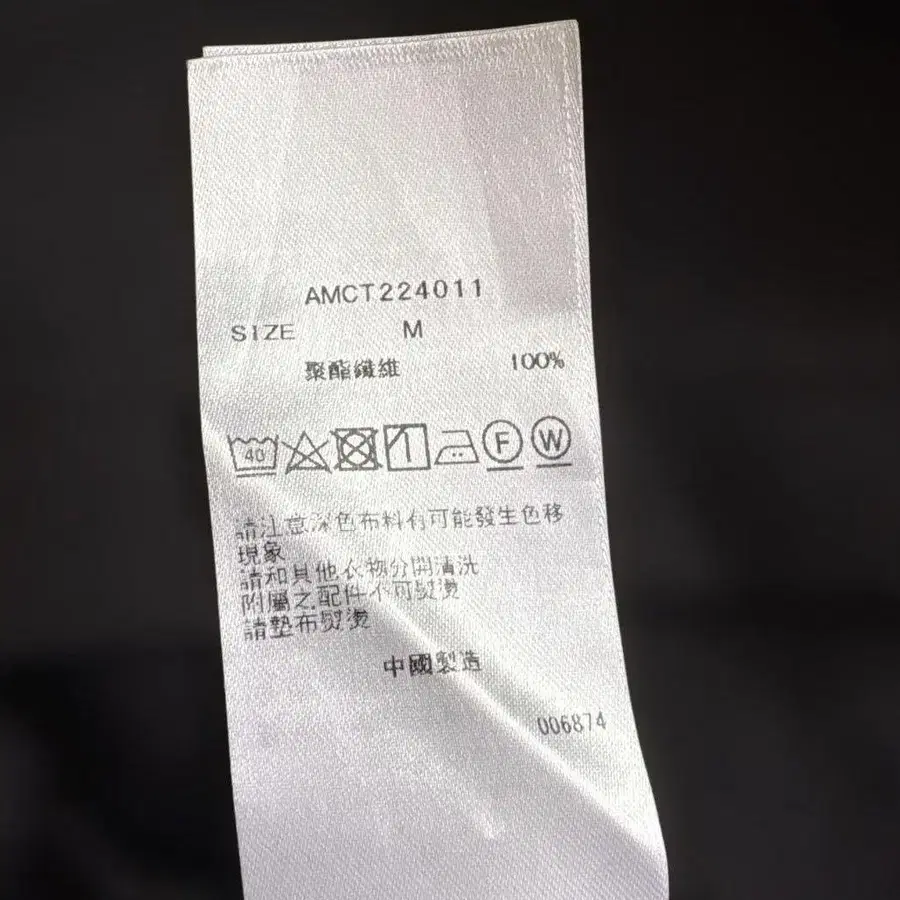 AMCT224011
SIZE M
聚酯纖維 100%
40 F W
請注意深色布料有可能發生色移
現象
請和其他衣物分開清洗
附屬之配件不可熨燙
請墊布熨燙
中國製造
006874